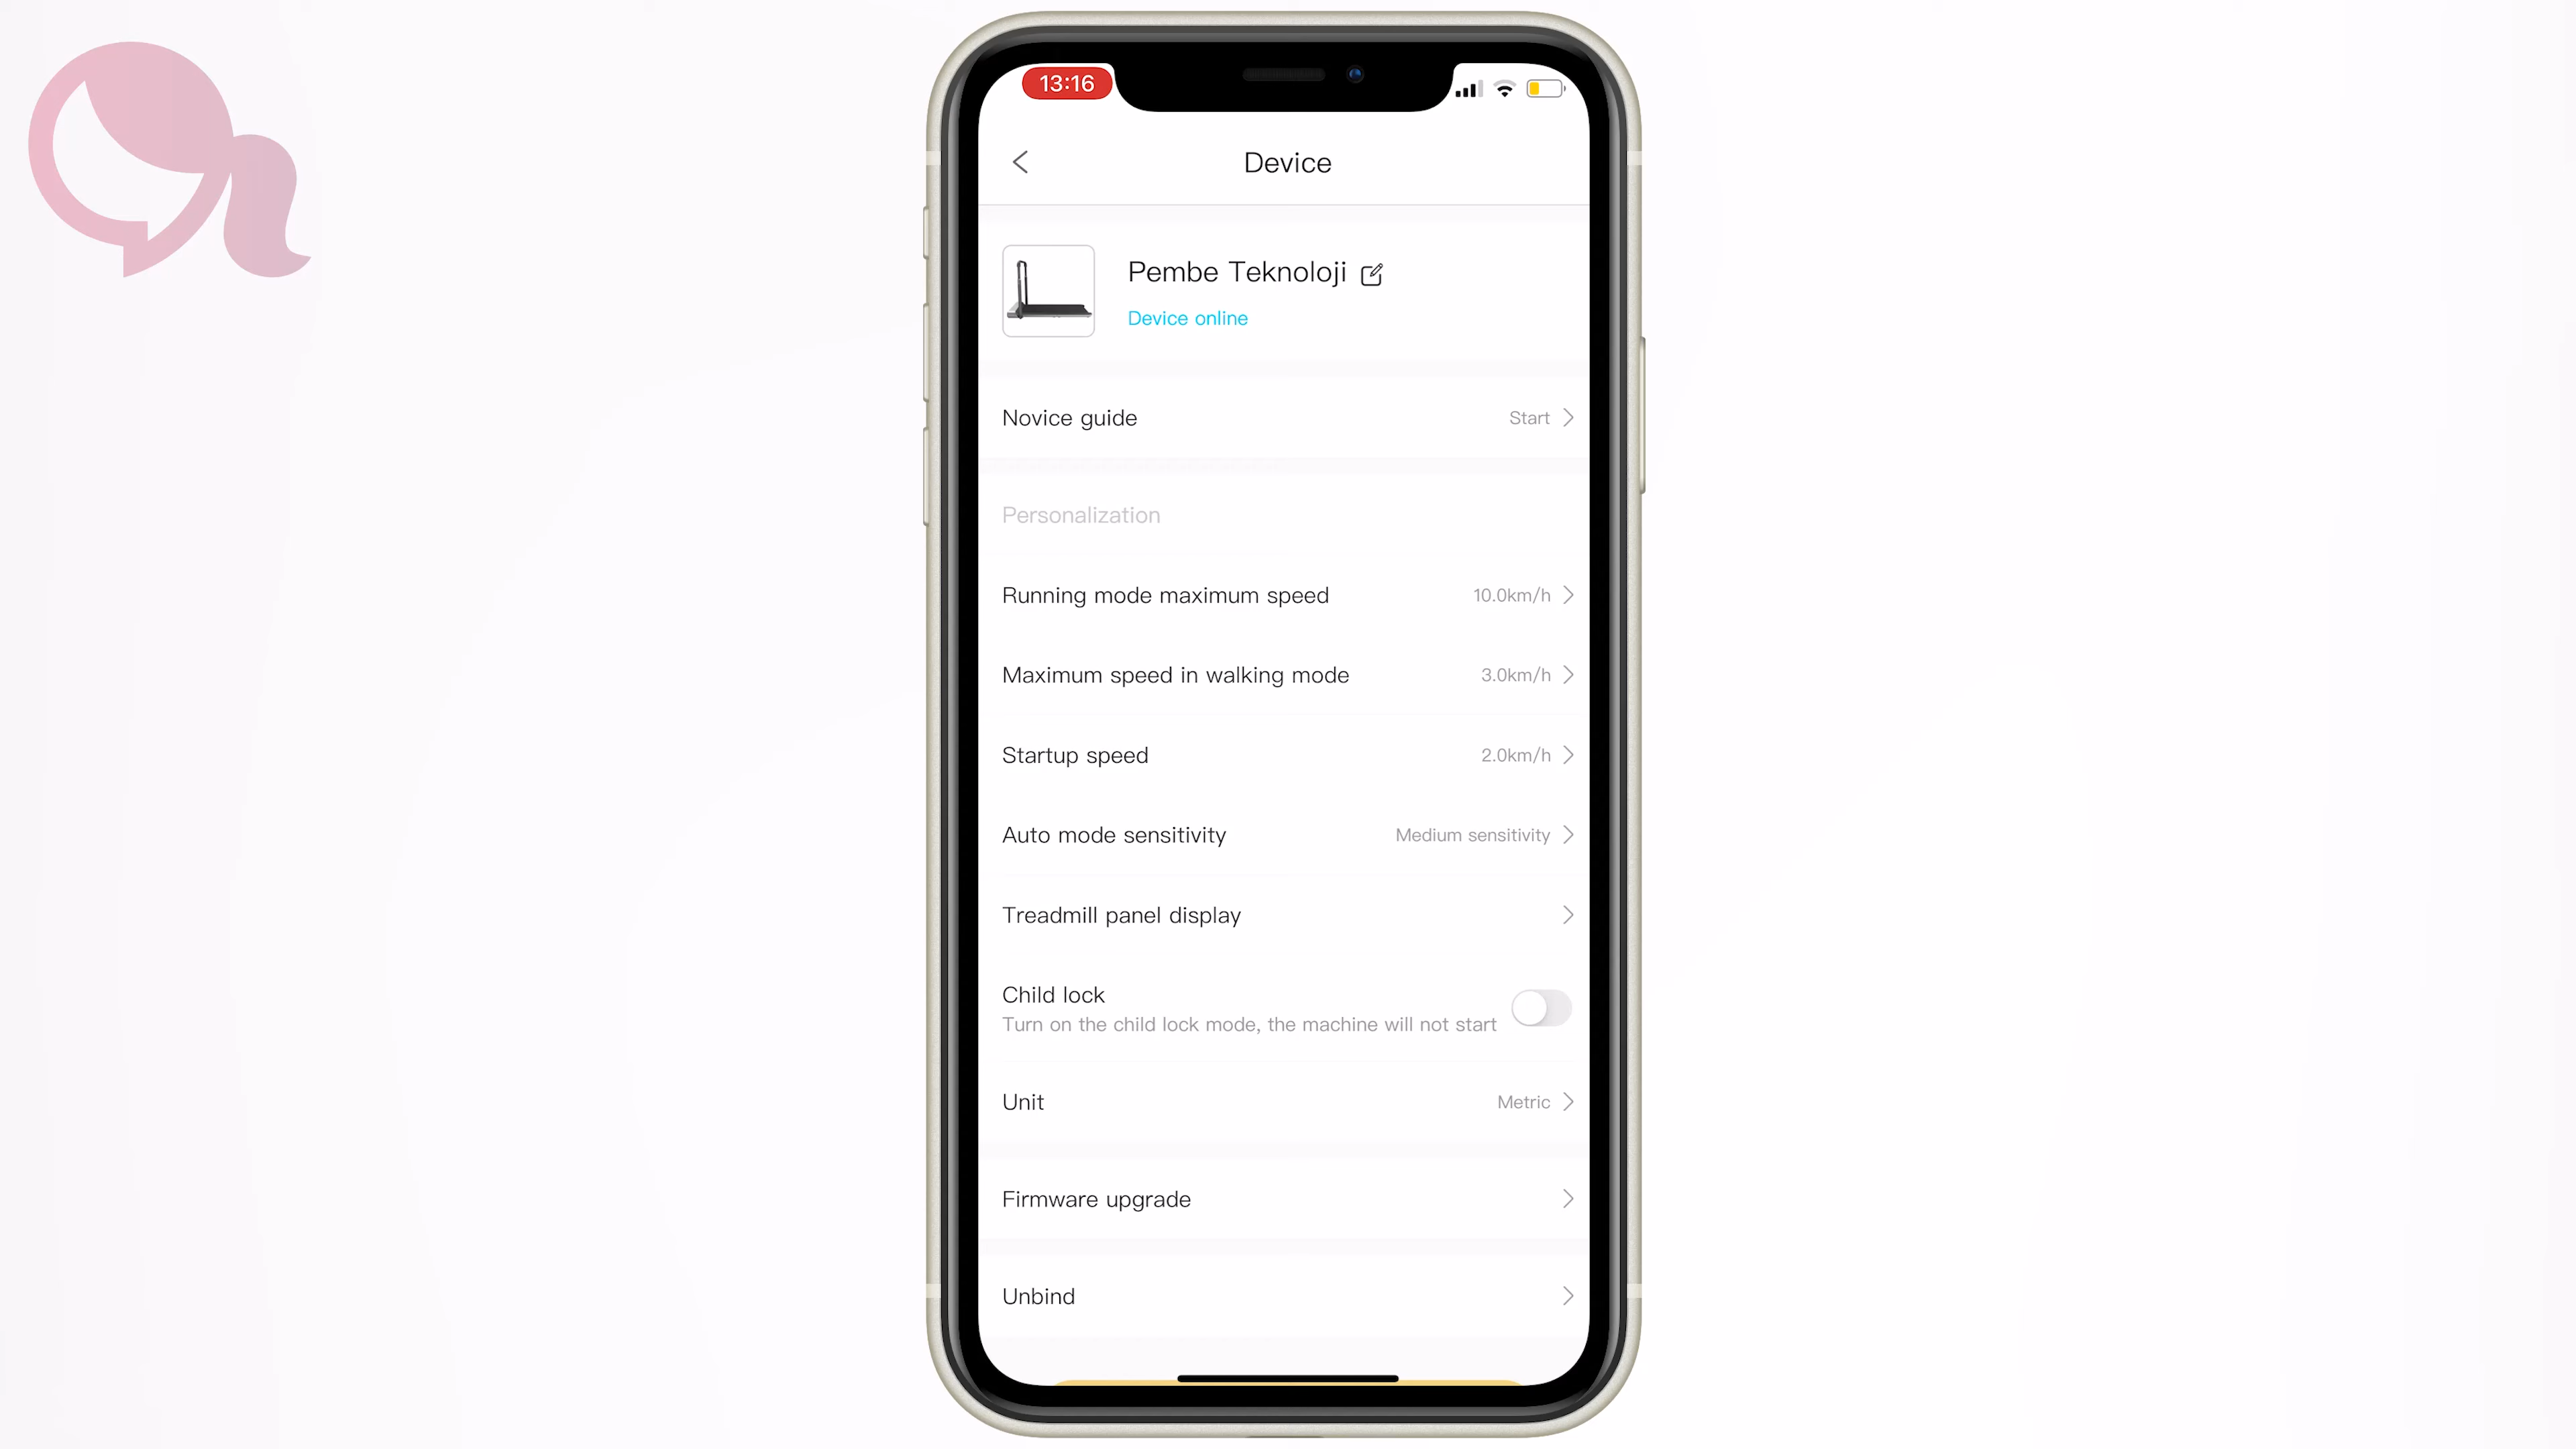 13:16
Device
Pembe Teknoloji
Device online
Novice guide Start
Personalization
Running mode maximum speed 10.0km/h
Maximum speed in walking mode 3.0km/h
Startup speed 2.0km/h
Auto mode sensitivity Medium sensitivity
Treadmill panel display
Child lock
Turn on the child lock mode, the machine will not start
Unit Metric
Firmware upgrade
Unbind